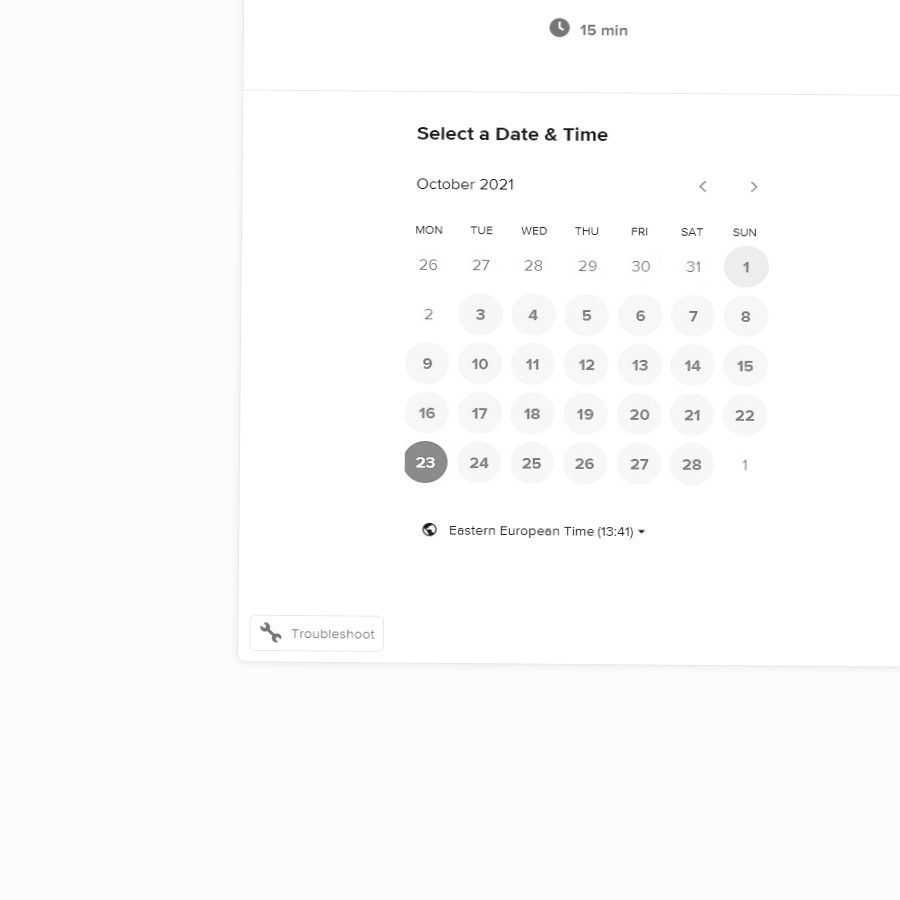 15 min
Select a Date & Time
October 2021
MON TUE WED THU FRI SAT SUN
26 27 28 29 30 31 1
2 3 4 5 6 7 8
9 10 11 12 13 14 15
16 17 18 19 20 21 22
23 24 25 26 27 28 1
Eastern European Time (13:41)
Troubleshoot